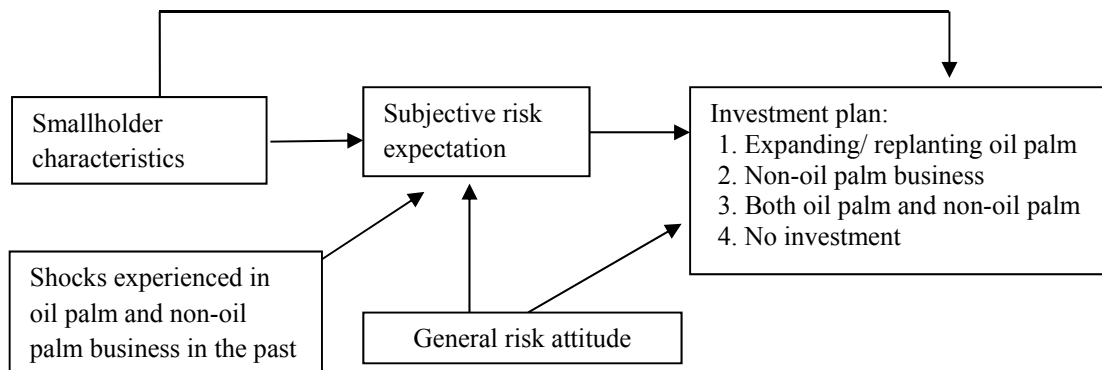 Smallholder
characteristics
Subjective risk
expectation
Investment plan:
1. Expanding/ replanting oil palm
2. Non-oil palm business
3. Both oil palm and non-oil palm
4. No investment
Shocks experienced in
oil palm and non-oil
palm business in the past
General risk attitude